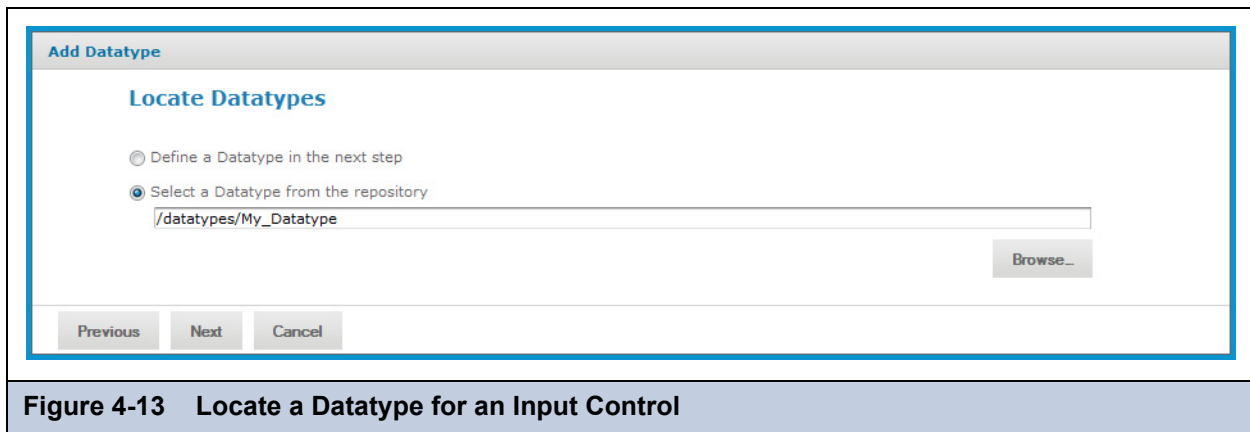 Add Datatype
Locate Datatypes
Define a Datatype in the next step
Select a Datatype from the repository
/datatypes/My_Datatype
Browse...
Previous Next Cancel
Figure 4-13 Locate a Datatype for an Input Control